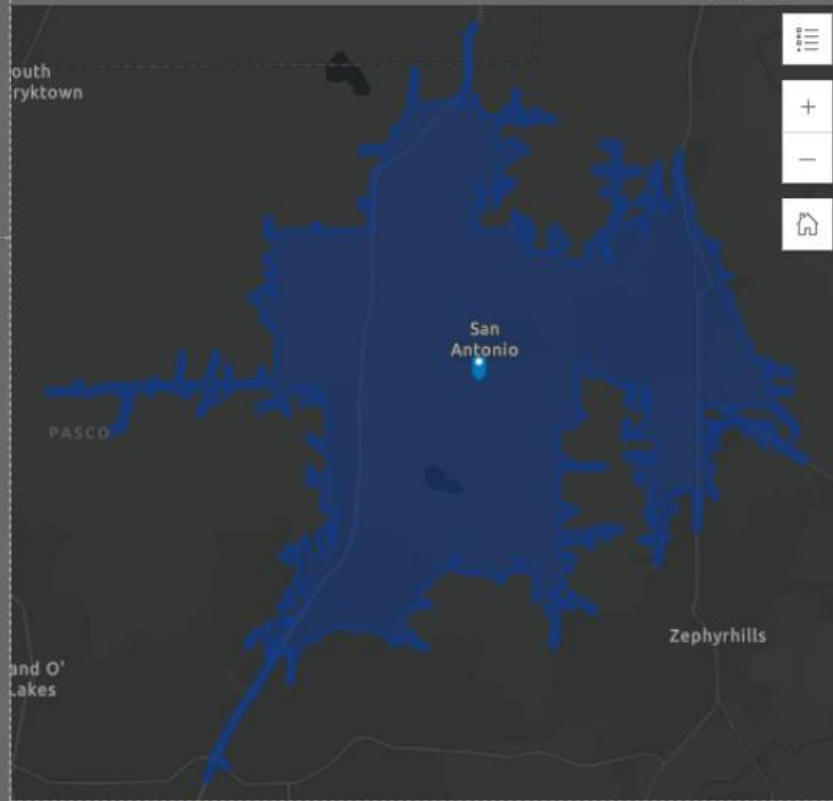 outh
ryktown
San
Antonio
PASCO
Zephyrhills
and O'
Lakes